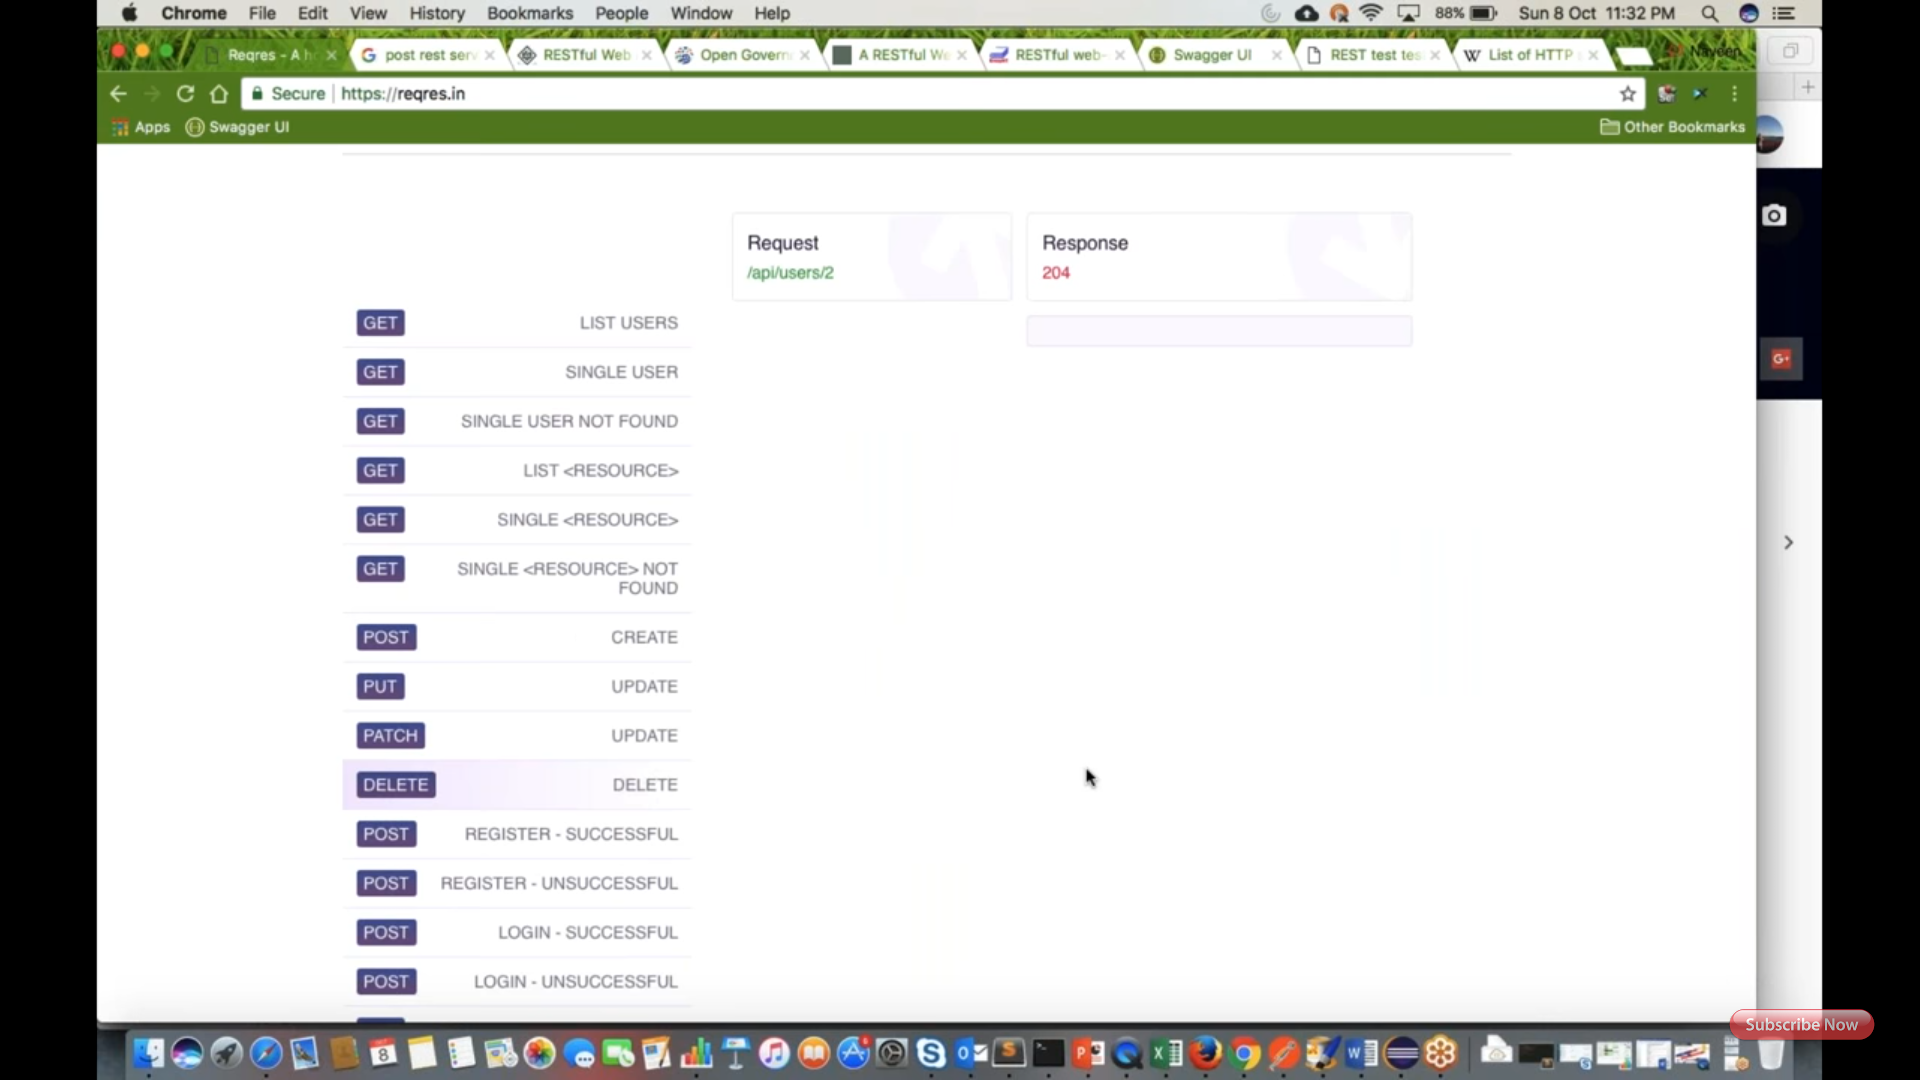 Chrome File Edit View History Bookmarks People Window Help 88% Sun 8 Oct 11:32 PM
Reqres - A h post rest serv RESTful Web Open Govern A RESTful We RESTful web- Swagger UI REST test tes List of HTTP s Naveen
Secure https://reqres.in
Apps Swagger UI Other Bookmarks
Request Response
/api/users/2 204
GET LIST USERS
GET SINGLE USER
GET SINGLE USER NOT FOUND
GET LIST <RESOURCE>
GET SINGLE <RESOURCE>
GET SINGLE <RESOURCE> NOT
FOUND
POST CREATE
PUT UPDATE
PATCH UPDATE
DELETE DELETE
POST REGISTER - SUCCESSFUL
POST REGISTER - UNSUCCESSFUL
POST LOGIN - SUCCESSFUL
POST LOGIN - UNSUCCESSFUL
G+
Subscribe Now
8